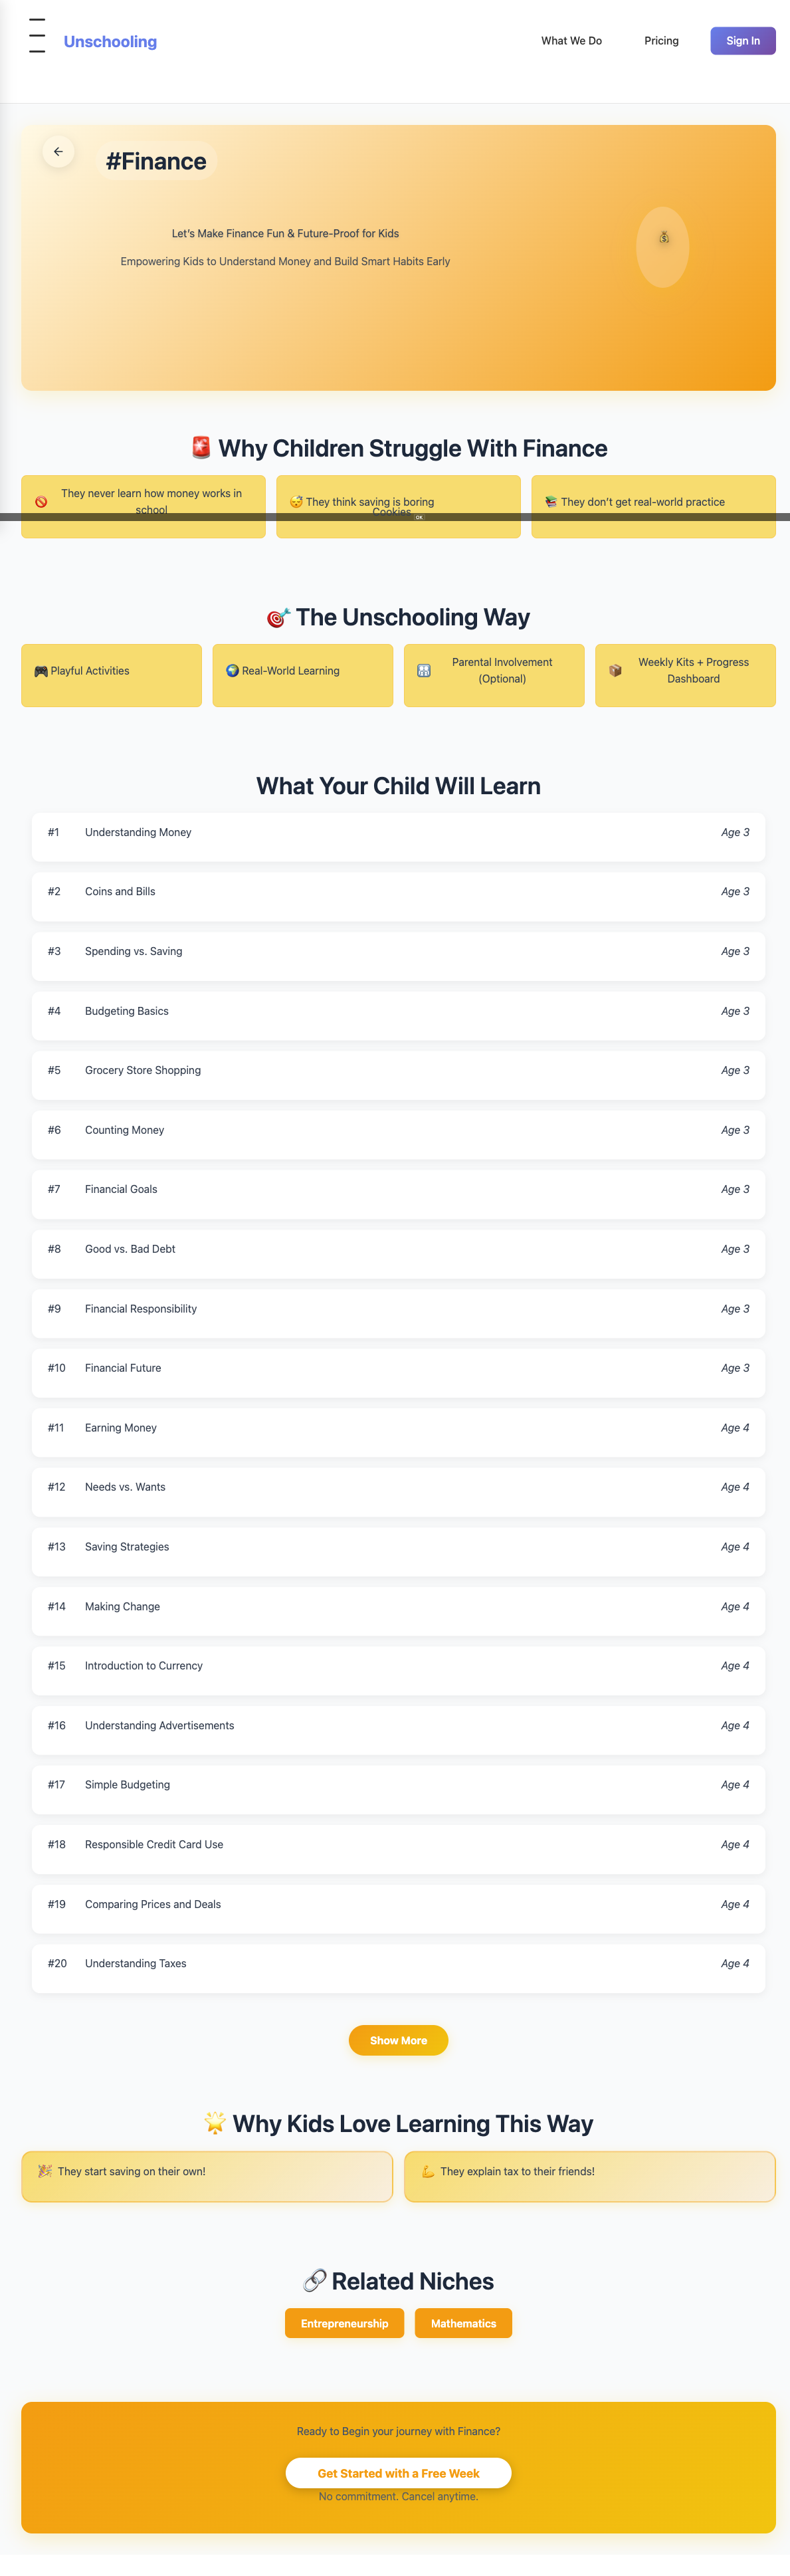 Unschooling
What We Do
Pricing
Sign In
#Finance
Let's Make Finance Fun & Future-Proof for Kids
Empowering Kids to Understand Money and Build Smart Habits Early
Why Children Struggle With Finance
They never learn how money works in
school
They think saving is boring
They don't get real-world practice
Cookies
OK
The Unschooling Way
Playful Activities
Real-World Learning
Parental Involvement
(Optional)
Weekly Kits + Progress
Dashboard
What Your Child Will Learn
#1 Understanding Money Age 3
#2 Coins and Bills Age 3
#3 Spending vs. Saving Age 3
#4 Budgeting Basics Age 3
#5 Grocery Store Shopping Age 3
#6 Counting Money Age 3
#7 Financial Goals Age 3
#8 Good vs. Bad Debt Age 3
#9 Financial Responsibility Age 3
#10 Financial Future Age 3
#11 Earning Money Age 4
#12 Needs vs. Wants Age 4
#13 Saving Strategies Age 4
#14 Making Change Age 4
#15 Introduction to Currency Age 4
#16 Understanding Advertisements Age 4
#17 Simple Budgeting Age 4
#18 Responsible Credit Card Use Age 4
#19 Comparing Prices and Deals Age 4
#20 Understanding Taxes Age 4
Show More
Why Kids Love Learning This Way
They start saving on their own!
They explain tax to their friends!
Related Niches
Entrepreneurship
Mathematics
Ready to Begin your journey with Finance?
Get Started with a Free Week
No commitment. Cancel anytime.